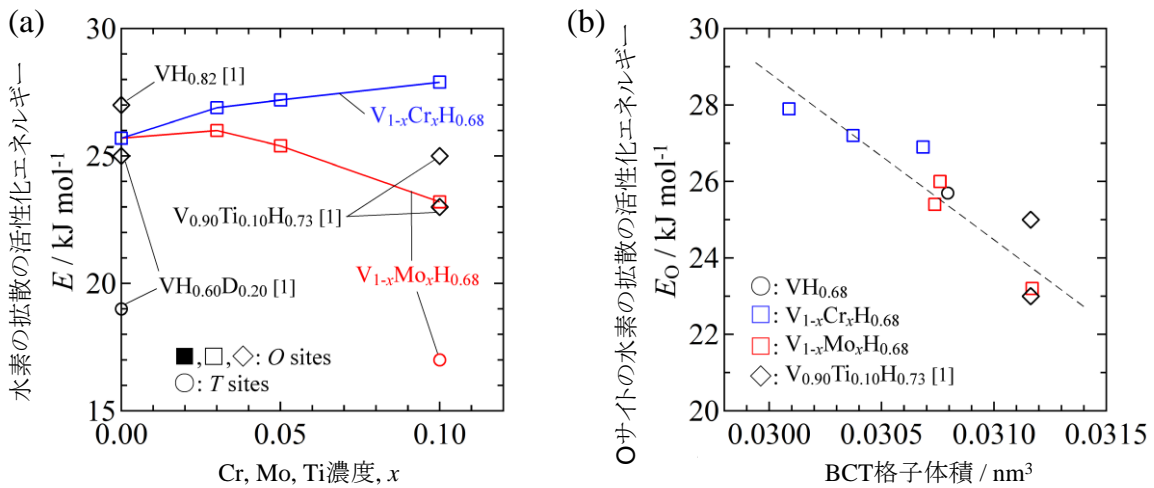 (a)
水素の拡散の活性化エネルギー
E / kJ mol-1
30
25
20
15
VH0.82 [1]
V1-xCrxH0.68
V0.90Ti0.10H0.73 [1]
V1-xMoxH0.68
VH0.60D0.20 [1]
■,□,◇: O sites
○: T sites
0.00 0.05 0.10
Cr, Mo, Ti濃度, x
(b)
Oサイトの水素の拡散の活性化エネルギー
EO / kJ mol-1
30
28
26
24
22
20
○: VH0.68
□: V1-xCrxH0.68
□: V1-xMoxH0.68
◇: V0.90Ti0.10H0.73 [1]
0.0300 0.0305 0.0310 0.0315
BCT格子体積 / nm3